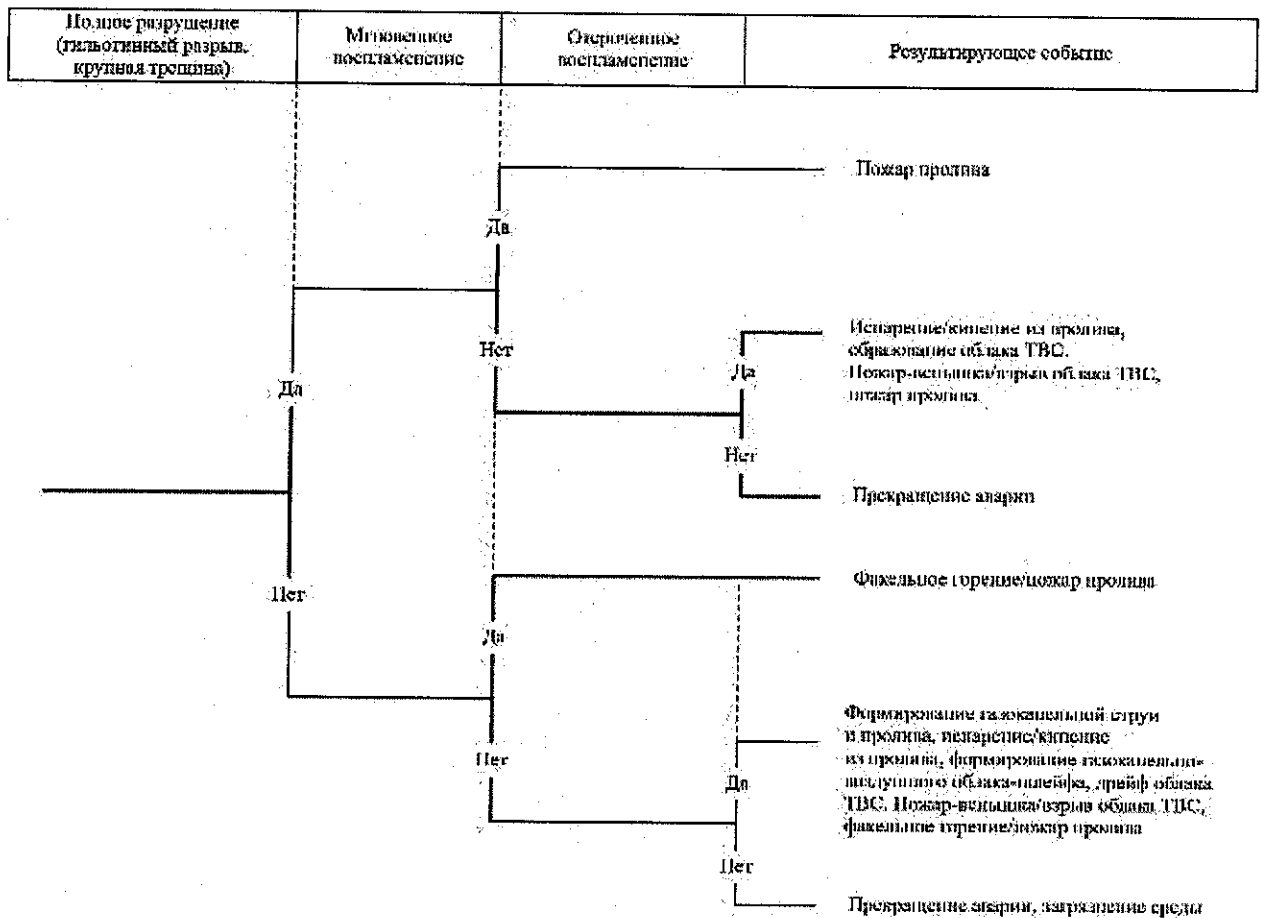 Полное разрушение
(гильотинный разрыв,
крупная трещина)
Мгновенное
воспламенение
Отсроченное
воспламенение
Результирующее событие
Пожар пролива
Да
Испарение/кипение из пролива,
образование облака ТВС.
Пожар-вспышка/взрыв облака ТВС,
пожар пролива
Нет
Да
Да
Нет
Прекращение аварии
Факельное горение/пожар пролива
Нет
Да
Формирование газокапельной струи
и пролива, испарение/кипение
из пролива, формирование газокапельно-
воздушного облака-шлейфа, дрейф облака
ТВС. Пожар-вспышка/взрыв облака ТВС,
факельное горение/пожар пролива
Нет
Да
Нет
Прекращение аварии, загрязнение среды